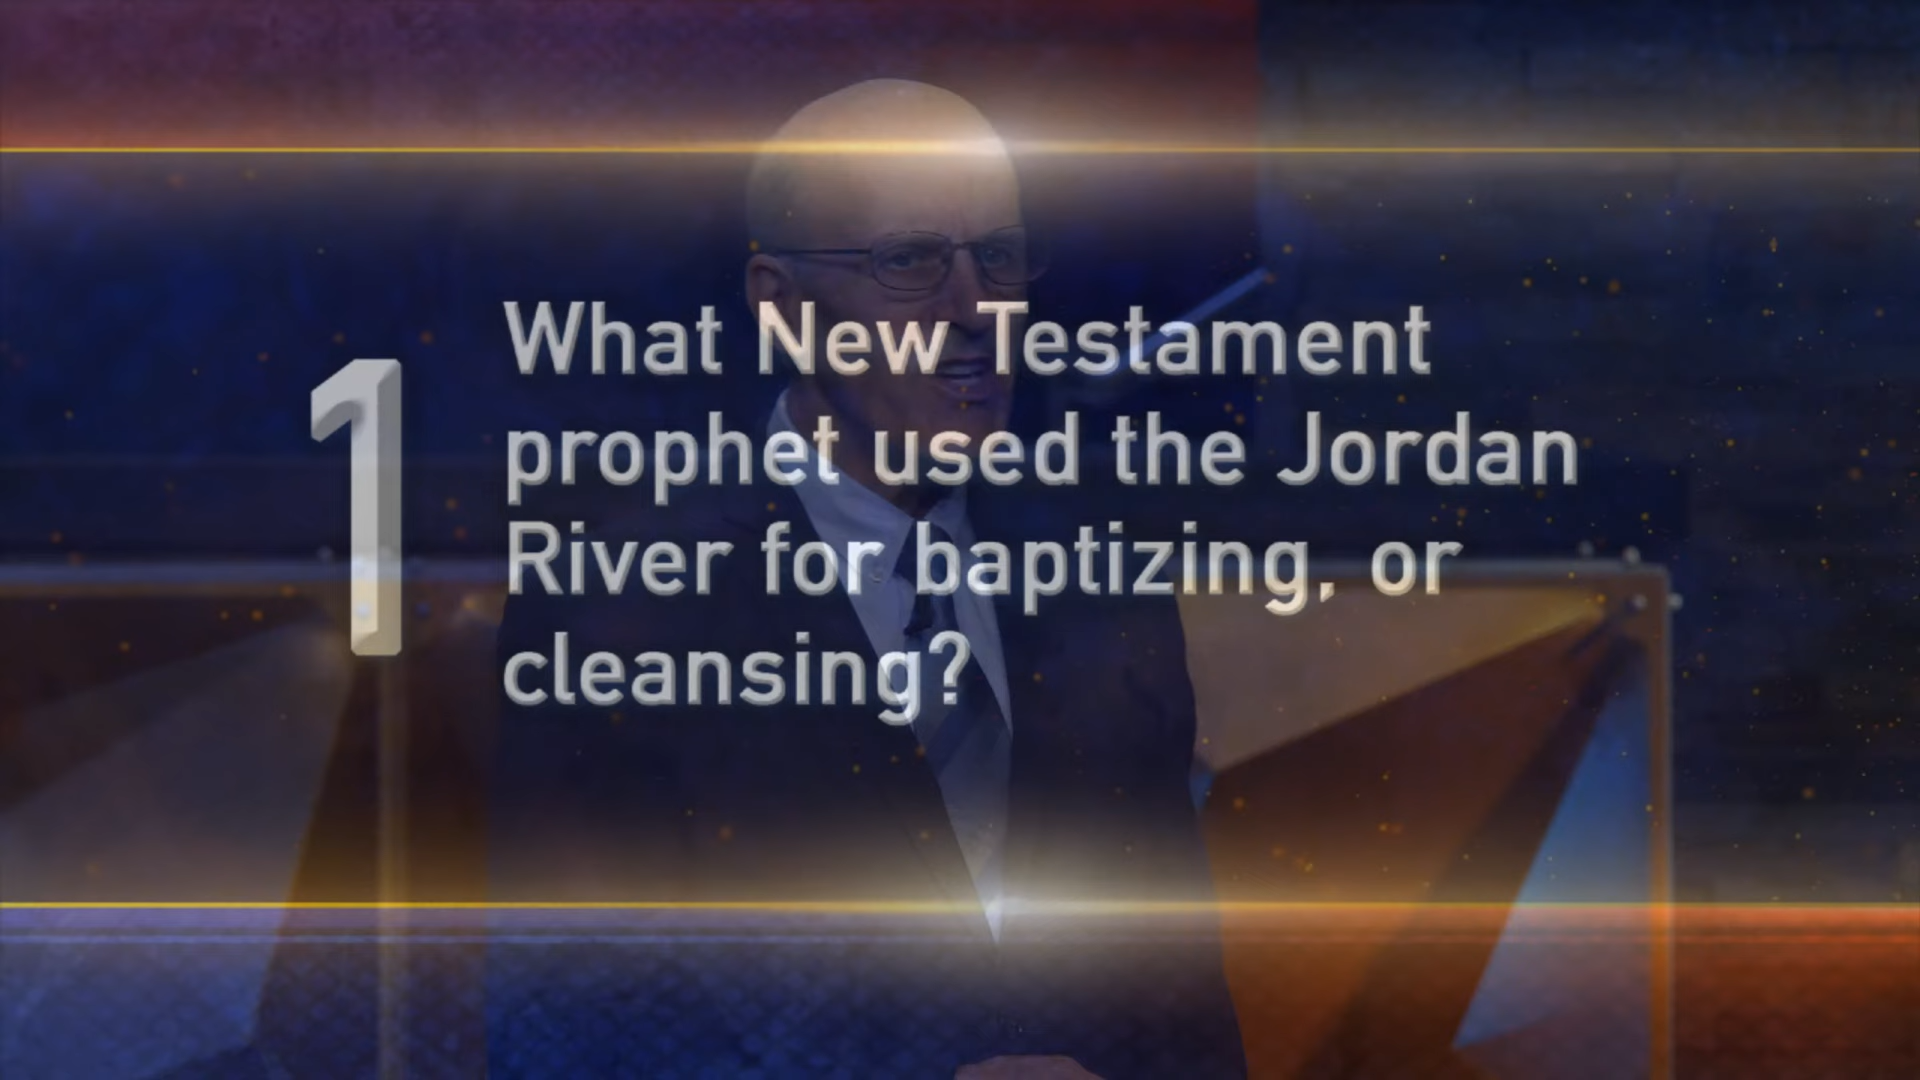 1
What New Testament
prophet used the Jordan
River for baptizing, or
cleansing?